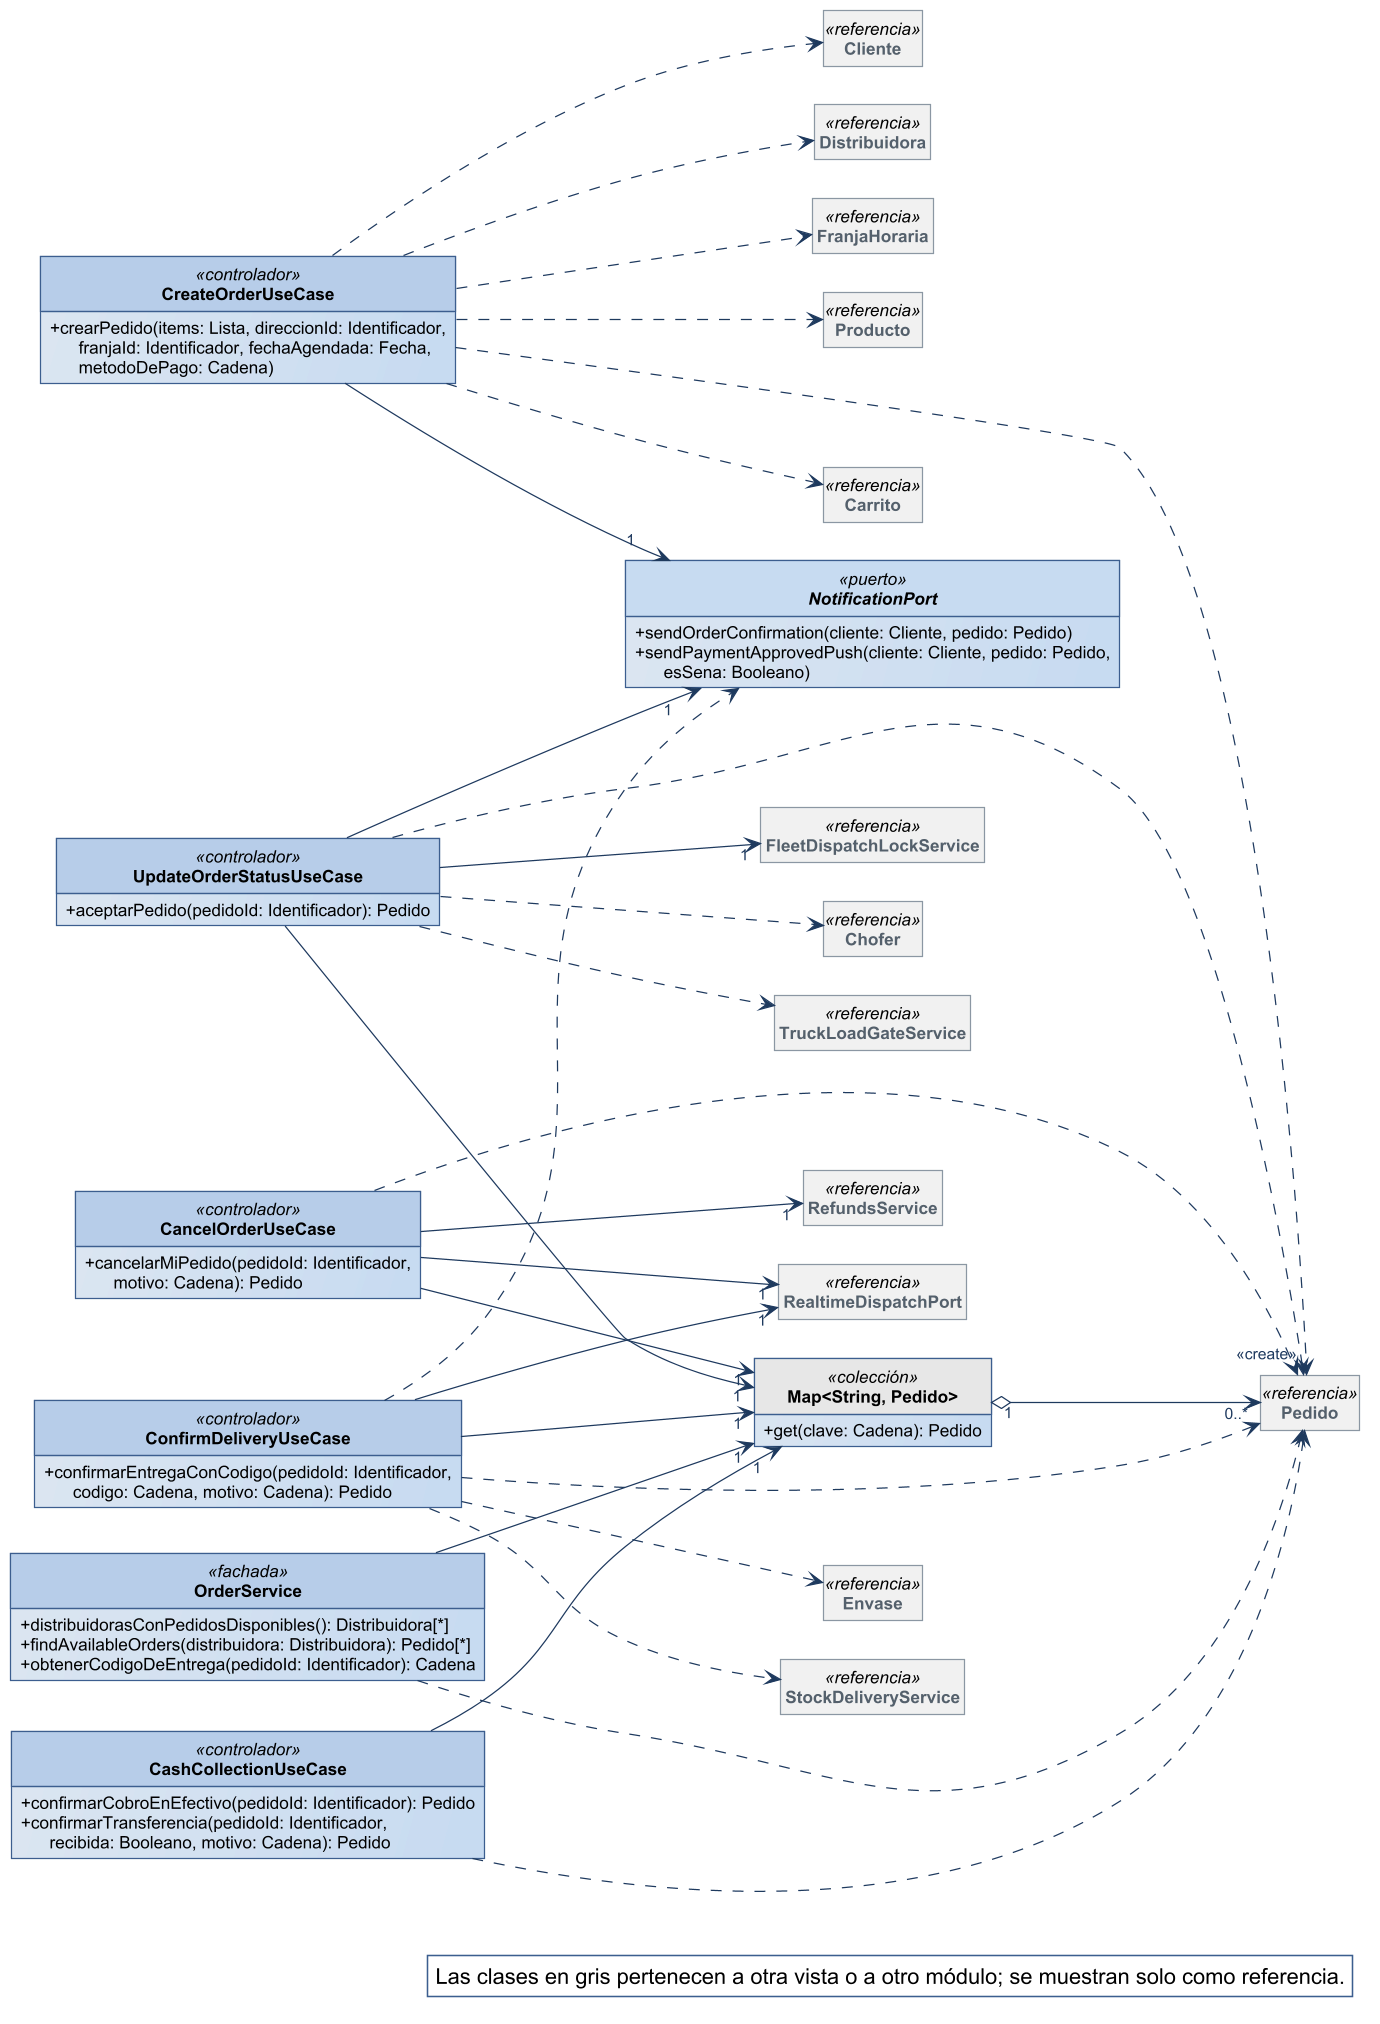 «referencia»
Cliente
«referencia»
Distribuidora
«referencia»
FranjaHoraria
«controlador»
CreateOrderUseCase
+crearPedido(items: Lista, direccionId: Identificador,
franjaId: Identificador, fechaAgendada: Fecha,
metodoDePago: Cadena)
«referencia»
Producto
«referencia»
Carrito
1
«puerto»
NotificationPort
+sendOrderConfirmation(cliente: Cliente, pedido: Pedido)
+sendPaymentApprovedPush(cliente: Cliente, pedido: Pedido,
esSena: Booleano)
1
«controlador»
UpdateOrderStatusUseCase
+aceptarPedido(pedidoId: Identificador): Pedido
«referencia»
FleetDispatchLockService
1
«referencia»
Chofer
«referencia»
TruckLoadGateService
«controlador»
CancelOrderUseCase
+cancelarMiPedido(pedidoId: Identificador,
motivo: Cadena): Pedido
«referencia»
RefundsService
1
«referencia»
RealtimeDispatchPort
1
1
«colección»
Map<String, Pedido>
+get(clave: Cadena): Pedido
1
1
1
1
1
1
0..*
«create»
«referencia»
Pedido
«controlador»
ConfirmDeliveryUseCase
+confirmarEntregaConCodigo(pedidoId: Identificador,
codigo: Cadena, motivo: Cadena): Pedido
«fachada»
OrderService
+distribuidorasConPedidosDisponibles(): Distribuidora[*]
+findAvailableOrders(distribuidora: Distribuidora): Pedido[*]
+obtenerCodigoDeEntrega(pedidoId: Identificador): Cadena
«referencia»
Envase
«referencia»
StockDeliveryService
«controlador»
CashCollectionUseCase
+confirmarCobroEnEfectivo(pedidoId: Identificador): Pedido
+confirmarTransferencia(pedidoId: Identificador,
recibida: Booleano, motivo: Cadena): Pedido
Las clases en gris pertenecen a otra vista o a otro módulo; se muestran solo como referencia.